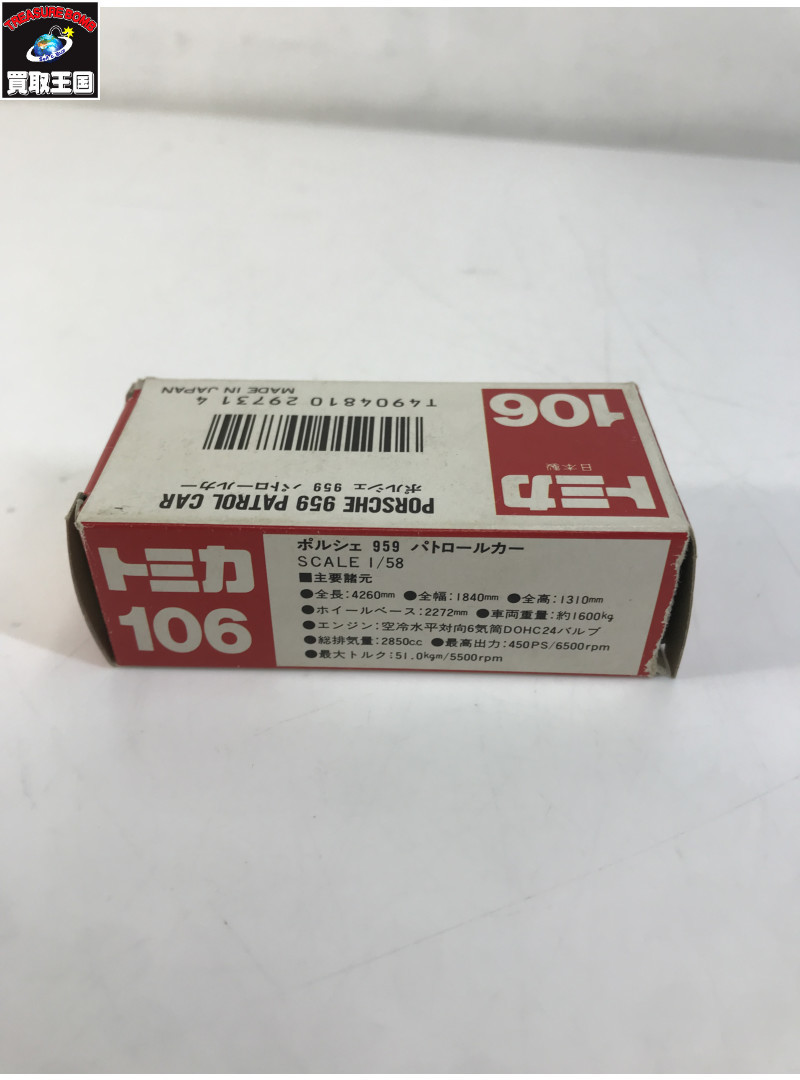 TREASURE COME
買取王国
MADE IN JAPAN
T4904810 29731 4
106
トミカ
日本製
PORSCHE 959 PATROL CAR
ポルシェ 959 パトロールカー
トミカ
106
ポルシェ 959 パトロールカー
SCALE 1/58
■主要諸元
●全長:4260mm ●全幅:1840mm ●全高:1310mm
●ホイールベース:2272mm ●車両重量:約1600kg
●エンジン:空冷水平対向6気筒DOHC24バルブ
●総排気量:2850cc ●最高出力:450PS/6500rpm
●最大トルク:51.0kgm/5500rpm